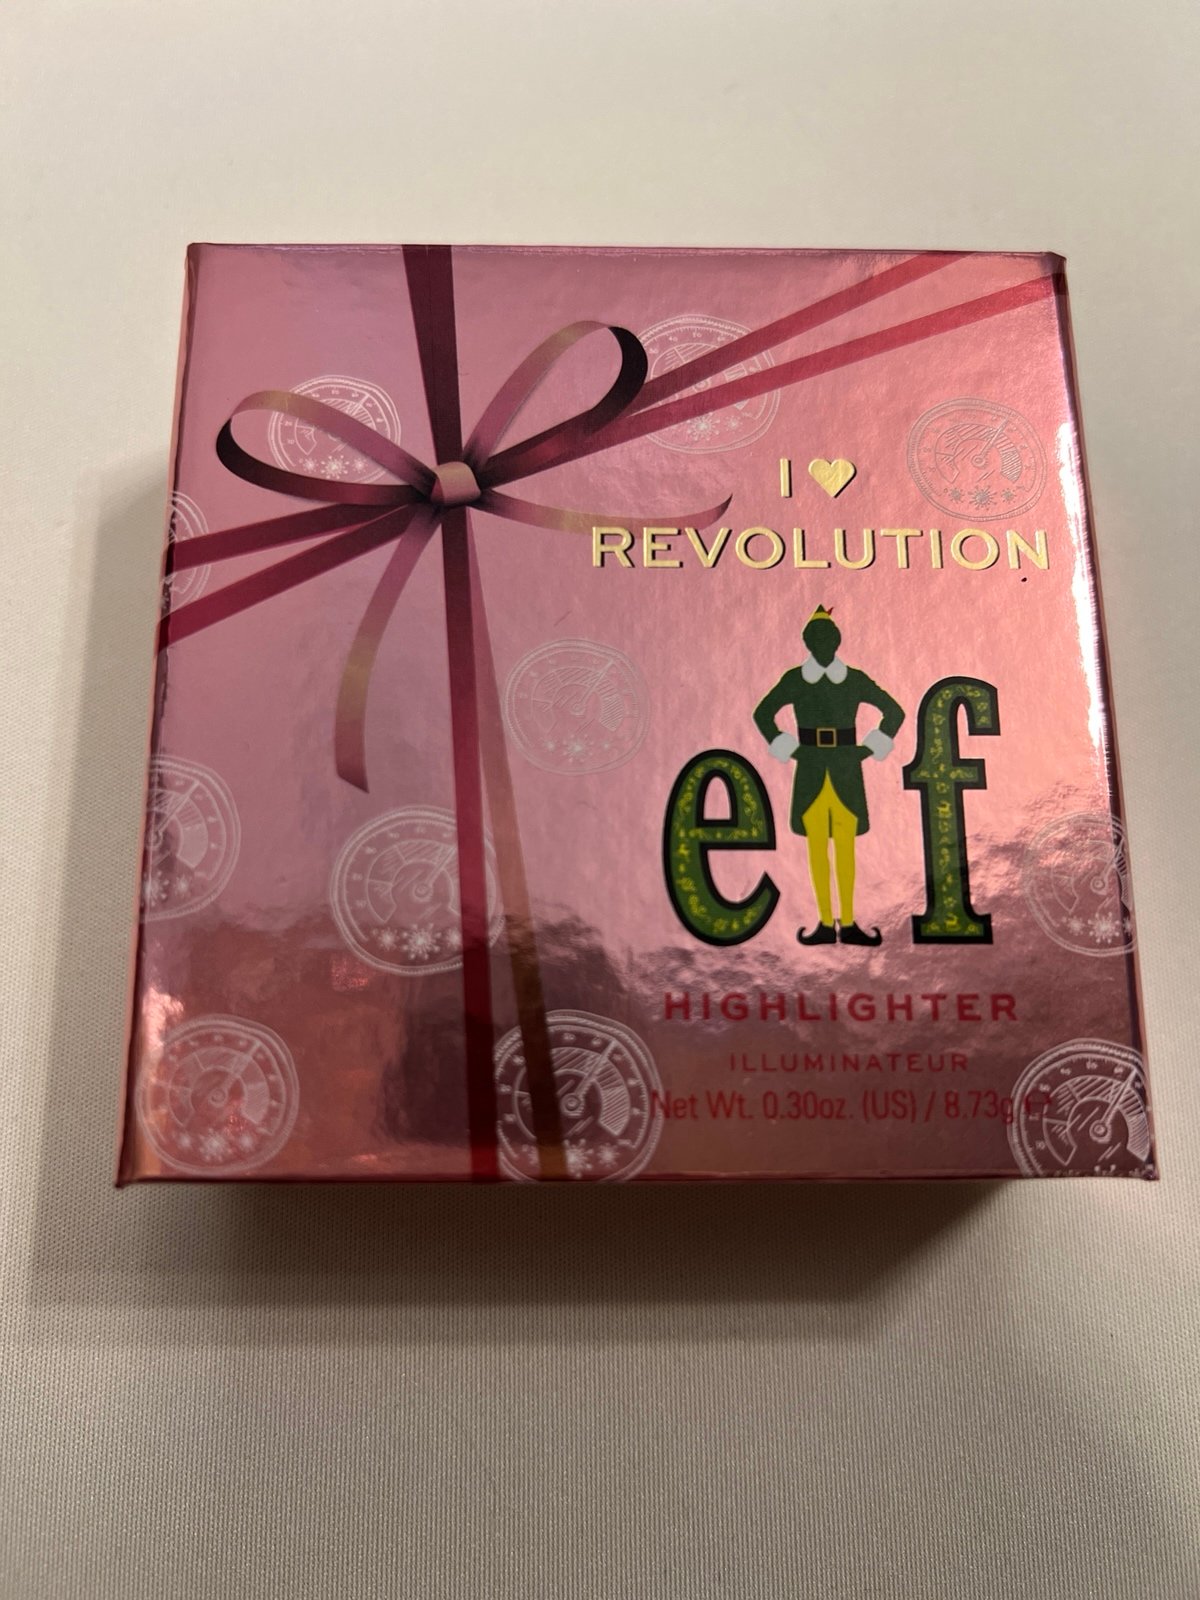 I ♥
REVOLUTION
elf
HIGHLIGHTER
ILLUMINATEUR
Net Wt. 0.30oz. (US) / 8.73g ℮